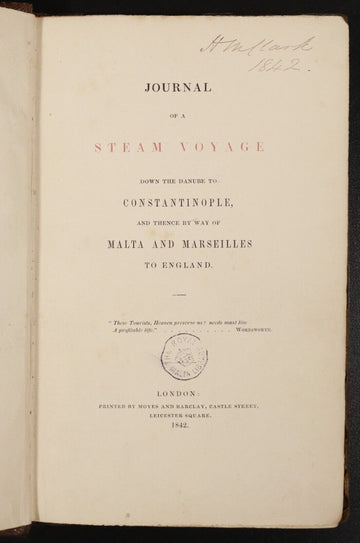 H M Clark
1842.
JOURNAL
OF A
STEAM VOYAGE
DOWN THE DANUBE TO
CONSTANTINOPLE,
AND THENCE BY WAY OF
MALTA AND MARSEILLES
TO ENGLAND.
"These Tourists, Heaven preserve us! needs must live
A profitable life." . . . . . . . . . . WORDSWORTH.
LONDON:
PRINTED BY MOYES AND BARCLAY, CASTLE STREET,
LEICESTER SQUARE.
1842.